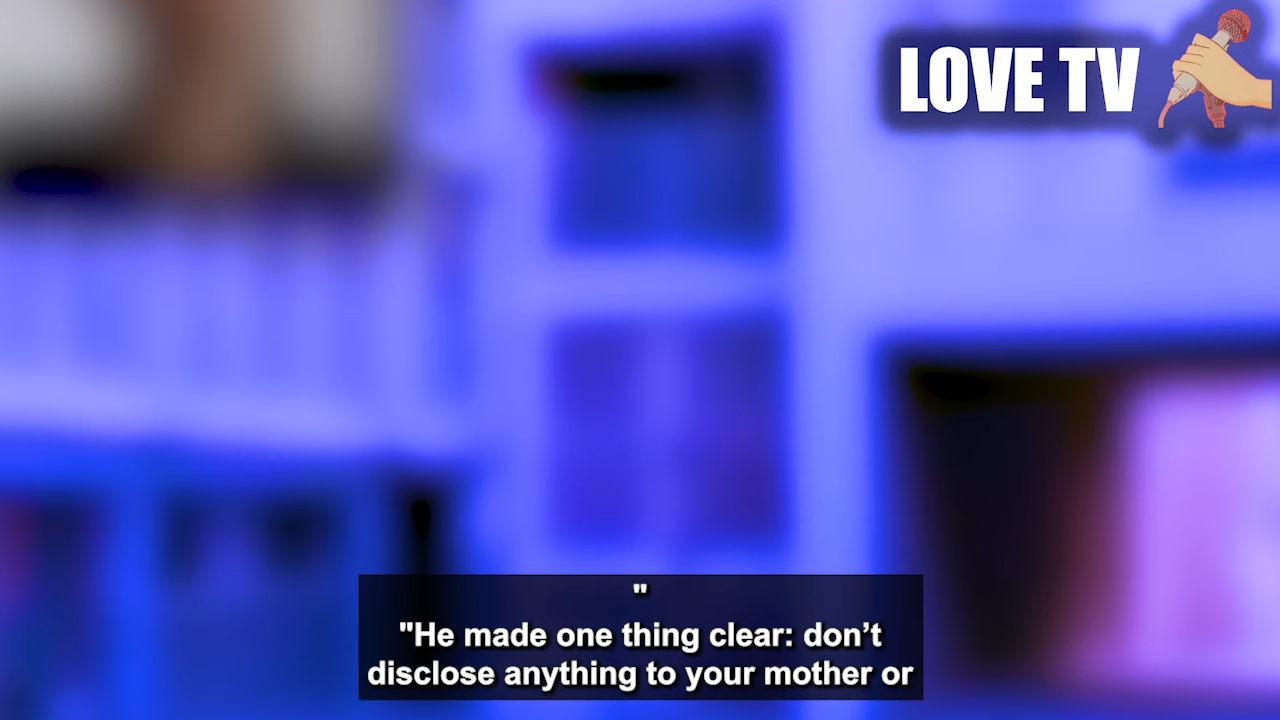 LOVE TV
"
"He made one thing clear: don’t
disclose anything to your mother or